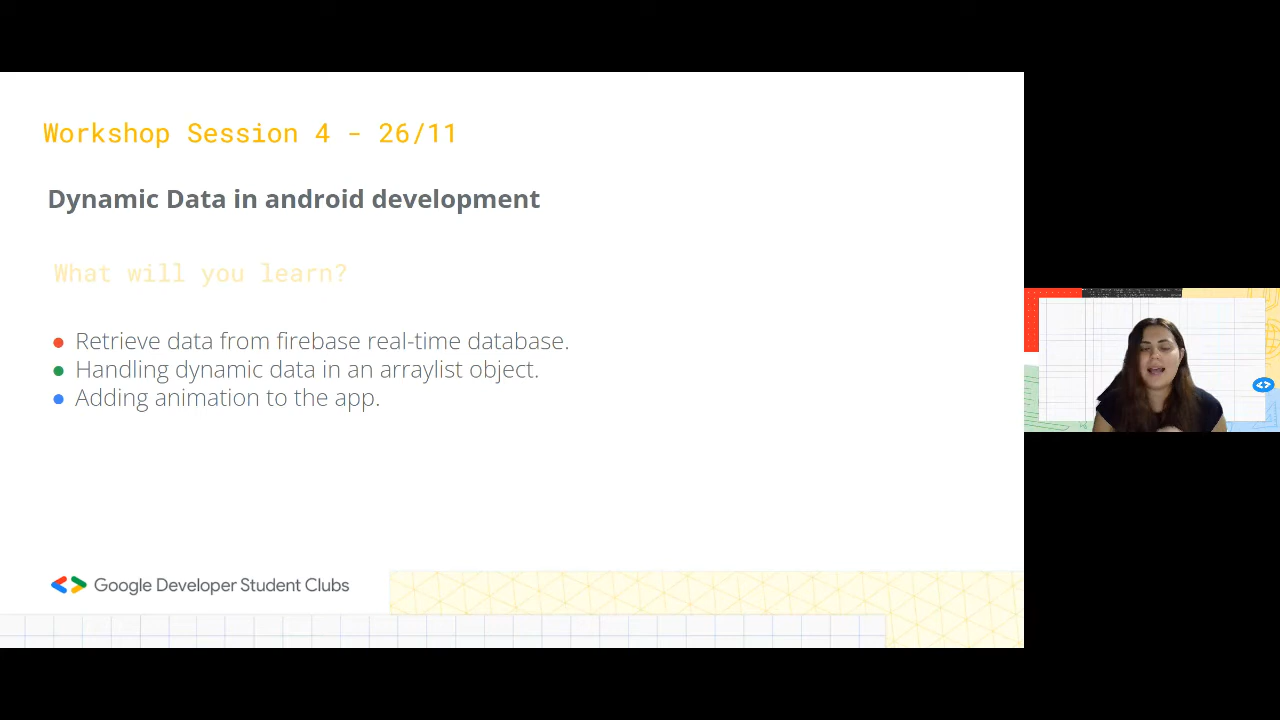 Workshop Session 4 - 26/11
Dynamic Data in android development
What will you learn?
Retrieve data from firebase real-time database.
Handling dynamic data in an arraylist object.
Adding animation to the app.
Google Developer Student Clubs